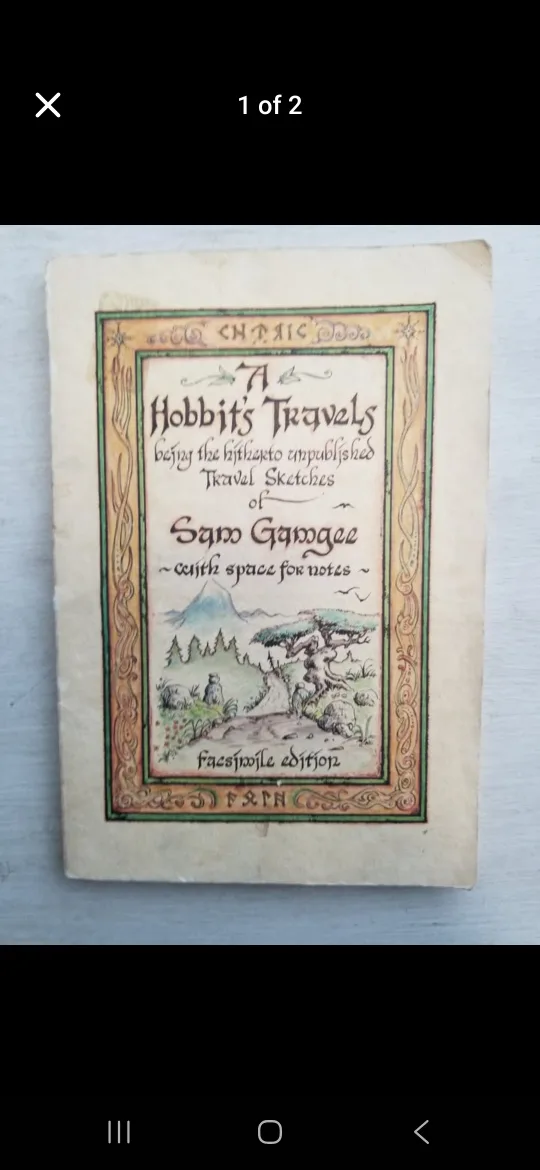 1 of 2
A
Hobbit's Travels
being the hitherto unpublished
Travel Sketches
of
Sam Gamgee
~ with space for notes ~
facsimile edition